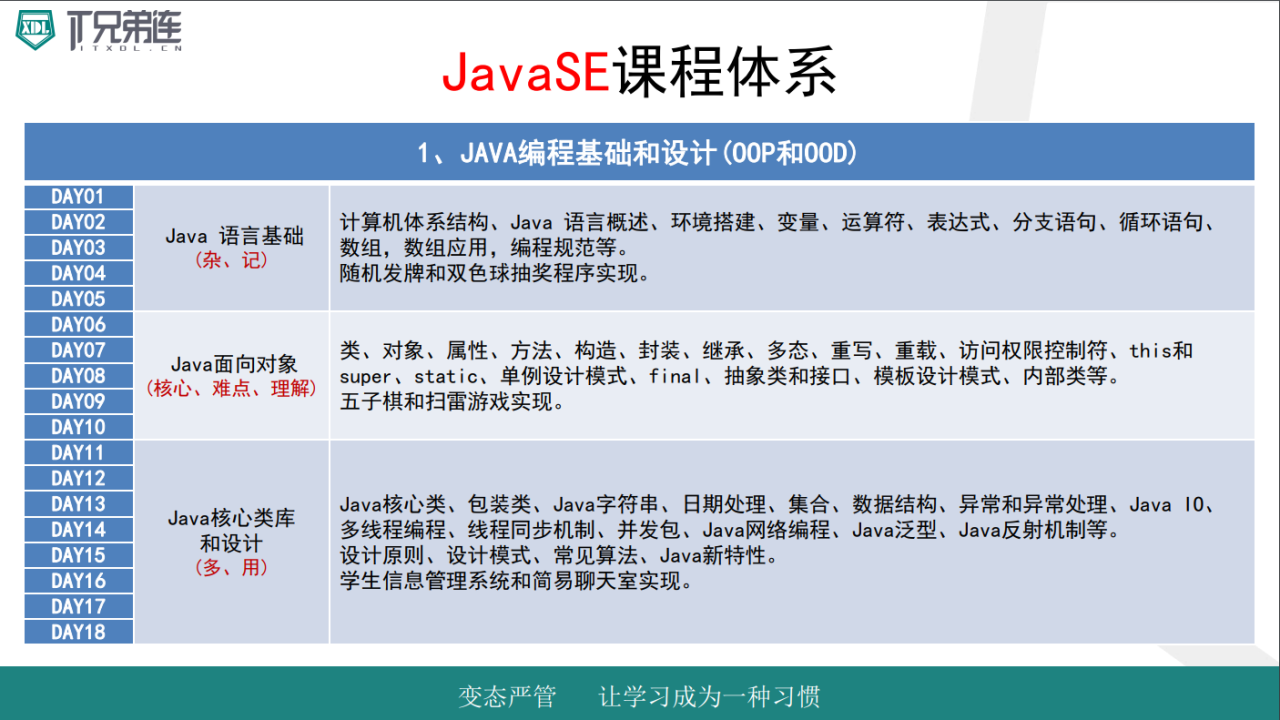 XDL
IT兄弟连
ITXDL.CN
JavaSE课程体系
1、JAVA编程基础和设计(OOP和OOD)
DAY01
DAY02
DAY03
DAY04
DAY05
Java 语言基础
(杂、记)
计算机体系结构、Java 语言概述、环境搭建、变量、运算符、表达式、分支语句、循环语句、
数组，数组应用，编程规范等。
随机发牌和双色球抽奖程序实现。
DAY06
DAY07
DAY08
DAY09
DAY10
Java面向对象
(核心、难点、理解)
类、对象、属性、方法、构造、封装、继承、多态、重写、重载、访问权限控制符、this和
super、static、单例设计模式、final、抽象类和接口、模板设计模式、内部类等。
五子棋和扫雷游戏实现。
DAY11
DAY12
DAY13
DAY14
DAY15
DAY16
DAY17
DAY18
Java核心类库
和设计
(多、用)
Java核心类、包装类、Java字符串、日期处理、集合、数据结构、异常和异常处理、Java IO、
多线程编程、线程同步机制、并发包、Java网络编程、Java泛型、Java反射机制等。
设计原则、设计模式、常见算法、Java新特性。
学生信息管理系统和简易聊天室实现。
变态严管 让学习成为一种习惯